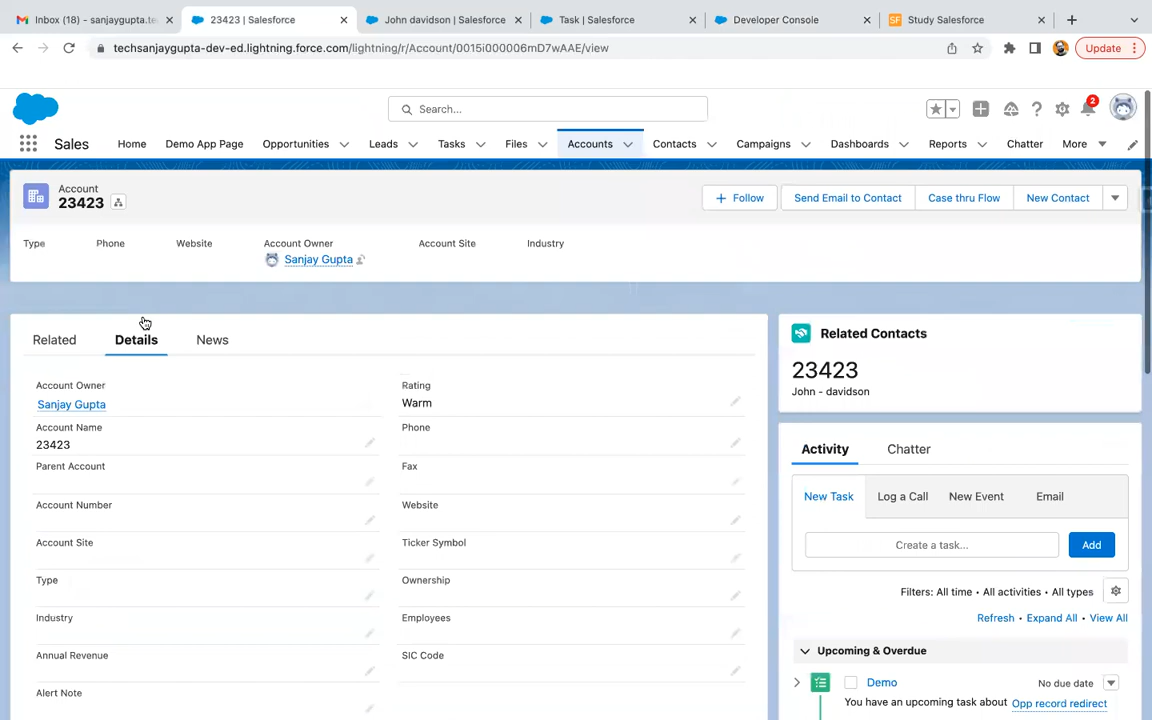 Inbox (18) - sanjaygupta.te
23423 | Salesforce
John davidson | Salesforce
Task | Salesforce
Developer Console
SF Study Salesforce
techsanjaygupta-dev-ed.lightning.force.com/lightning/r/Account/0015i000006mD7wAAE/view
Update
Search...
2
Sales
Home
Demo App Page
Opportunities
Leads
Tasks
Files
Accounts
Contacts
Campaigns
Dashboards
Reports
Chatter
More
Account
23423
Follow
Send Email to Contact
Case thru Flow
New Contact
Type
Phone
Website
Account Owner
Account Site
Industry
Sanjay Gupta
Related
Details
News
Account Owner
Sanjay Gupta
Rating
Warm
Account Name
23423
Phone
Parent Account
Fax
Account Number
Website
Account Site
Ticker Symbol
Type
Ownership
Industry
Employees
Annual Revenue
SIC Code
Alert Note
Related Contacts
23423
John - davidson
Activity
Chatter
New Task
Log a Call
New Event
Email
Create a task...
Add
Filters: All time • All activities • All types
Refresh • Expand All • View All
Upcoming & Overdue
Demo
No due date
You have an upcoming task about Opp record redirect